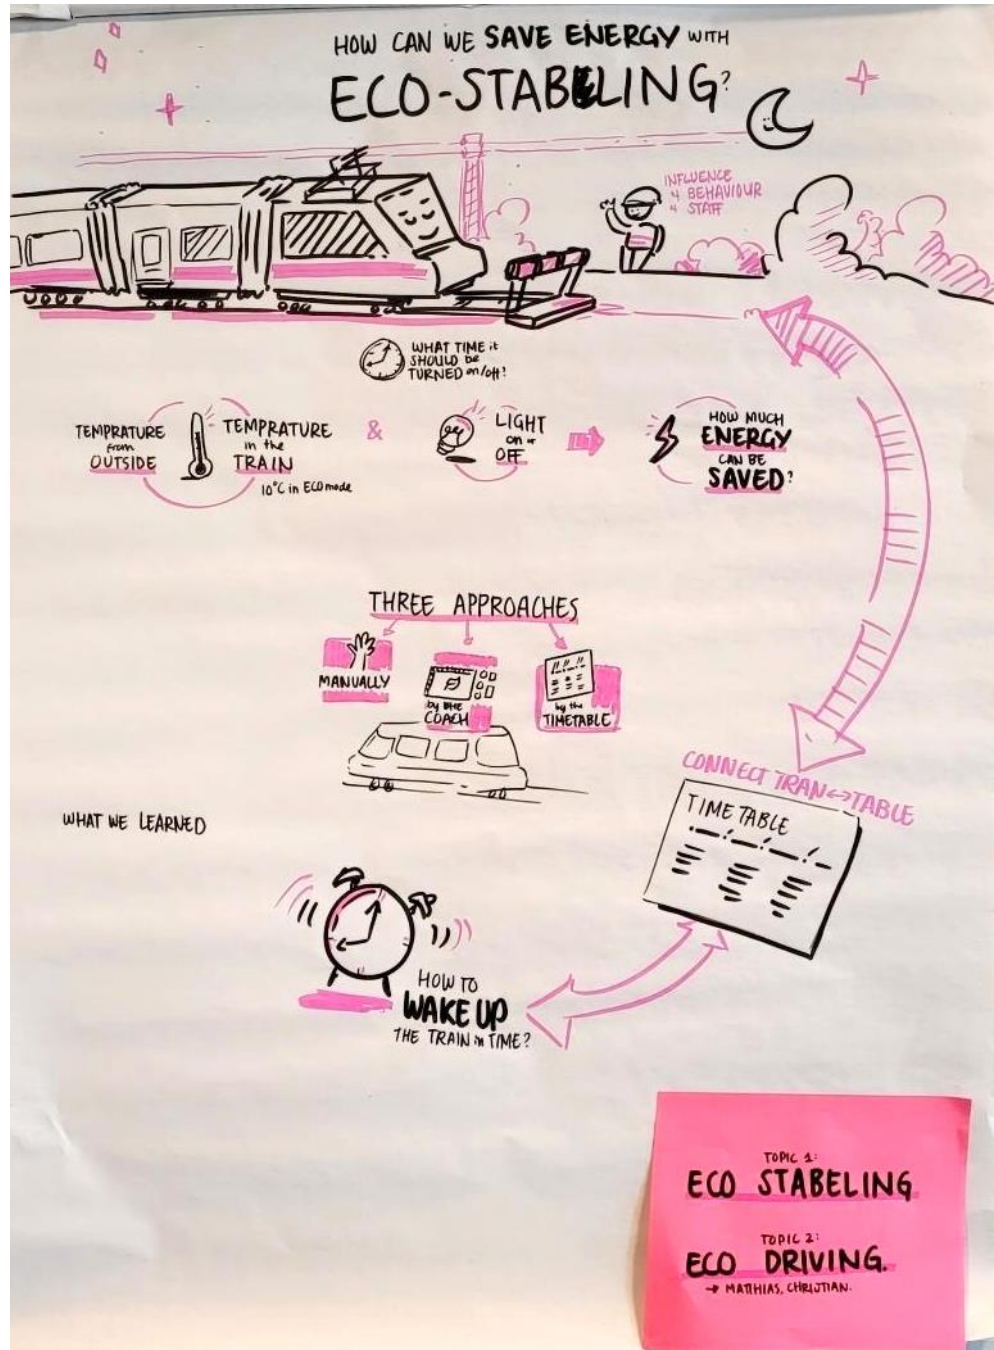 HOW CAN WE SAVE ENERGY WITH
ECO-STABLING?
INFLUENCE
↳ BEHAVIOUR
↳ STAFF
WHAT TIME it
SHOULD be
TURNED on/off?
TEMPRATURE
from
OUTSIDE
TEMPRATURE
in the
TRAIN
10°C in ECO mode
&
LIGHT
on or
OFF
HOW MUCH
ENERGY
CAN BE
SAVED?
THREE APPROACHES
MANUALLY
by the
COACH
by the
TIMETABLE
CONNECT TRAN ↔ TABLE
TIME TABLE
WHAT WE LEARNED
HOW TO
WAKE UP
THE TRAIN in TIME?
TOPIC 1:
ECO STABELING
TOPIC 2:
ECO DRIVING.
→ MATTHIAS, CHRISTIAN.